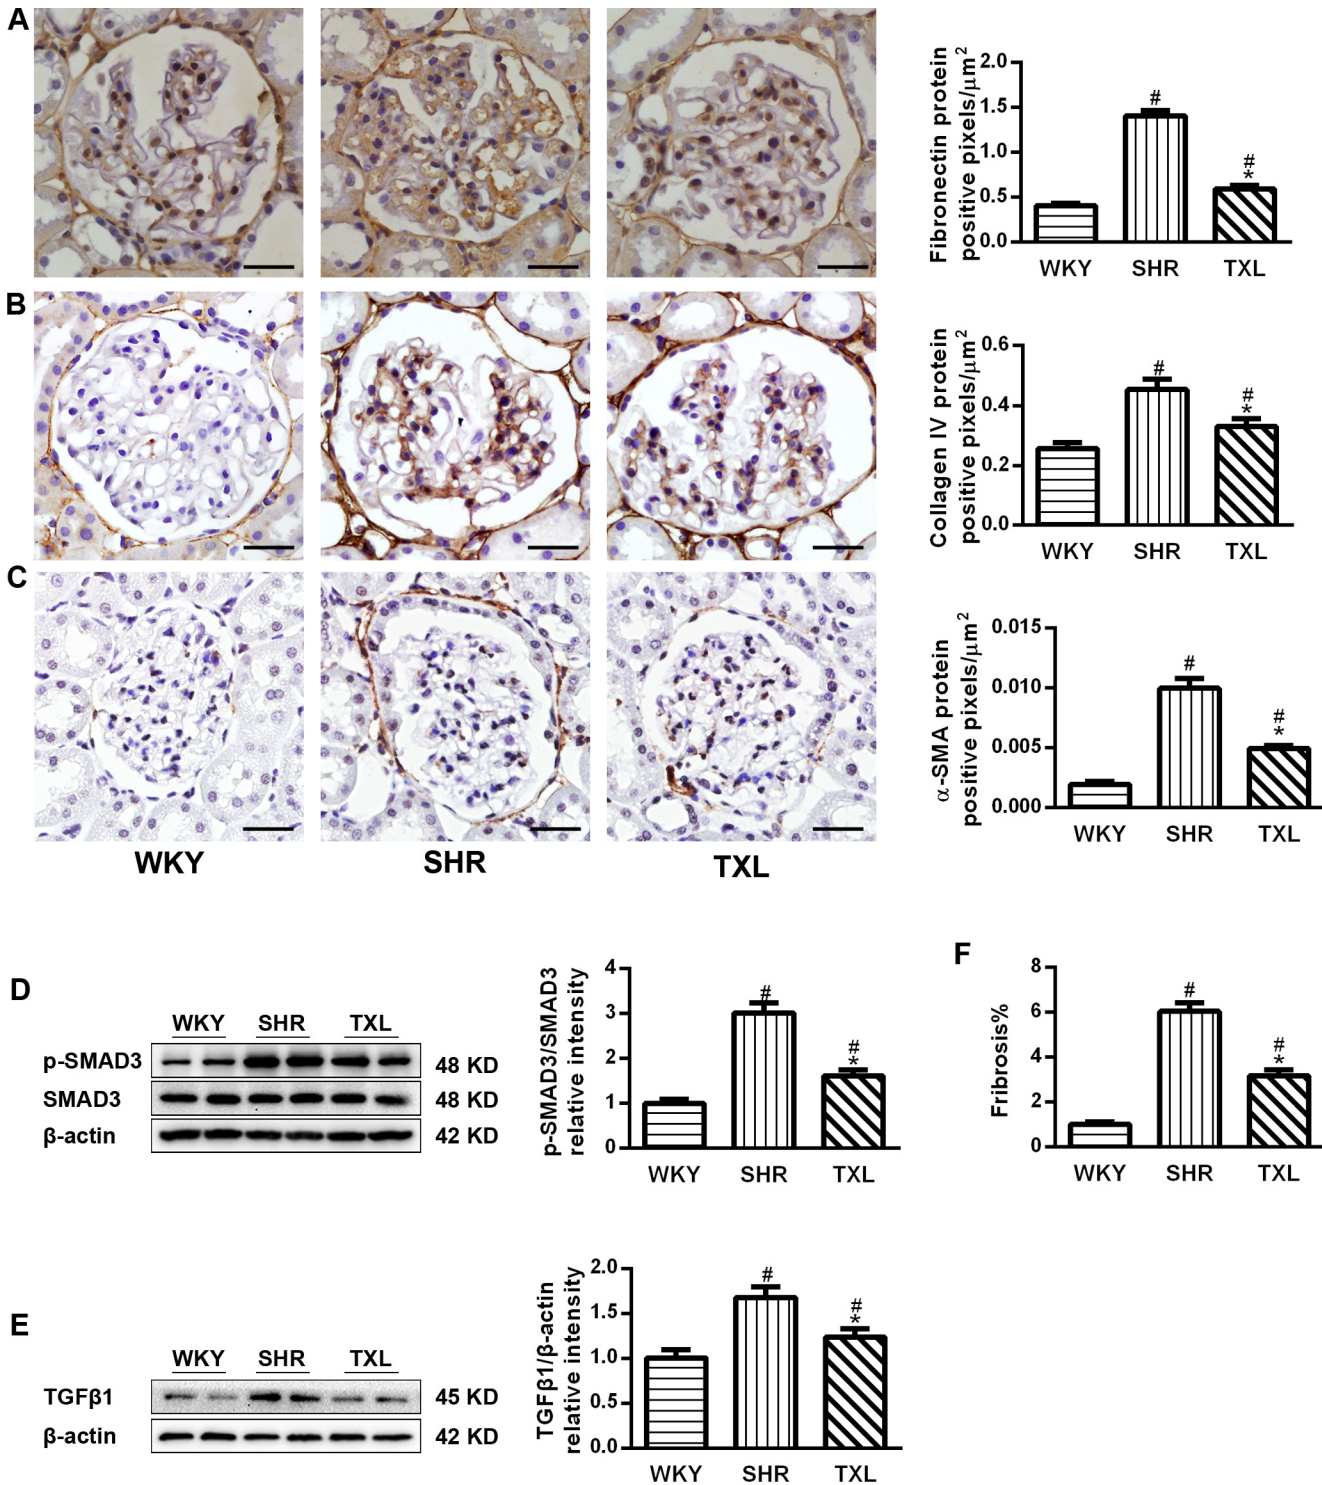 A
Fibronectin protein
positive pixels/μm2
2.0
1.5
1.0
0.5
0.0
#
#
*
WKY SHR TXL
B
Collagen IV protein
positive pixels/μm2
0.6
0.4
0.2
0.0
#
#
*
WKY SHR TXL
C
α-SMA protein
positive pixels/μm2
0.015
0.010
0.005
0.000
#
#
*
WKY SHR TXL
WKY SHR TXL
D
WKY SHR TXL
p-SMAD3 48 KD
SMAD3 48 KD
β-actin 42 KD
p-SMAD3/SMAD3
relative intensity
4
3
2
1
0
#
#
*
WKY SHR TXL
F
Fribrosis%
8
6
4
2
0
#
#
*
WKY SHR TXL
E
WKY SHR TXL
TGFβ1 45 KD
β-actin 42 KD
TGFβ1/β-actin
relative intensity
2.0
1.5
1.0
0.5
0.0
#
#
*
WKY SHR TXL